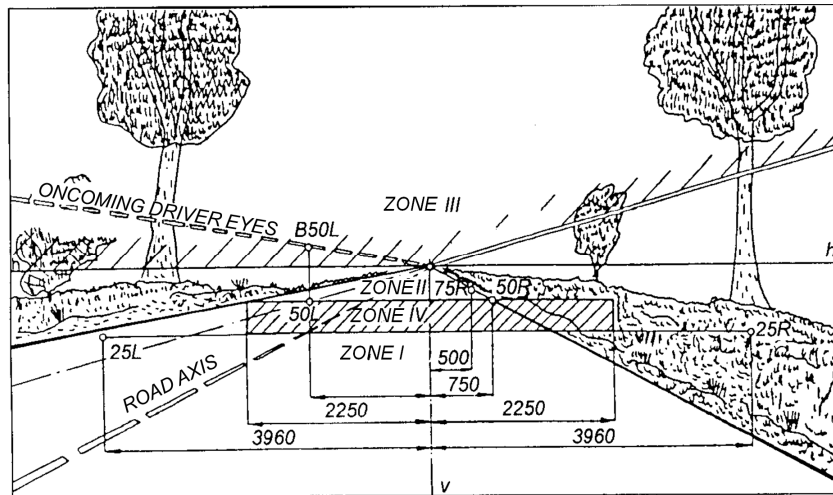 ONCOMING DRIVER EYES
B50L
ZONE III
h
ZONE II
75R
50R
50L
ZONE IV
25L
ZONE I
25R
500
ROAD AXIS
750
2250
2250
3960
3960
v